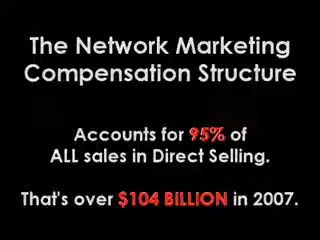 The Network Marketing
Compensation Structure
Accounts for 95% of
ALL sales in Direct Selling.
That's over $104 BILLION in 2007.